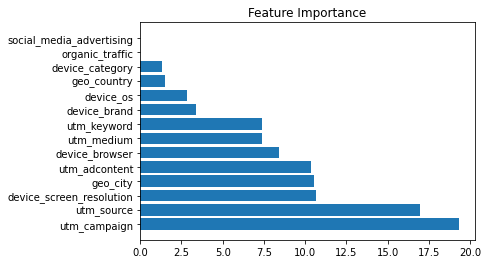 Feature Importance
social_media_advertising
organic_traffic
device_category
geo_country
device_os
device_brand
utm_keyword
utm_medium
device_browser
utm_adcontent
geo_city
device_screen_resolution
utm_source
utm_campaign
0.0 2.5 5.0 7.5 10.0 12.5 15.0 17.5 20.0